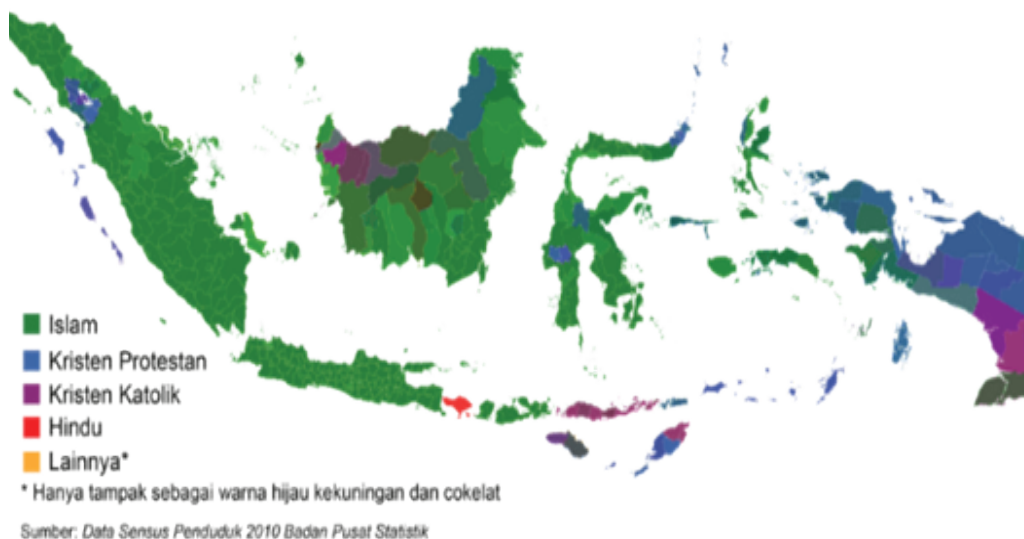 Islam
Kristen Protestan
Kristen Katolik
Hindu
Lainnya*
* Hanya tampak sebagai warna hijau kekuningan dan cokelat
Sumber: Data Sensus Penduduk 2010 Badan Pusat Statistik